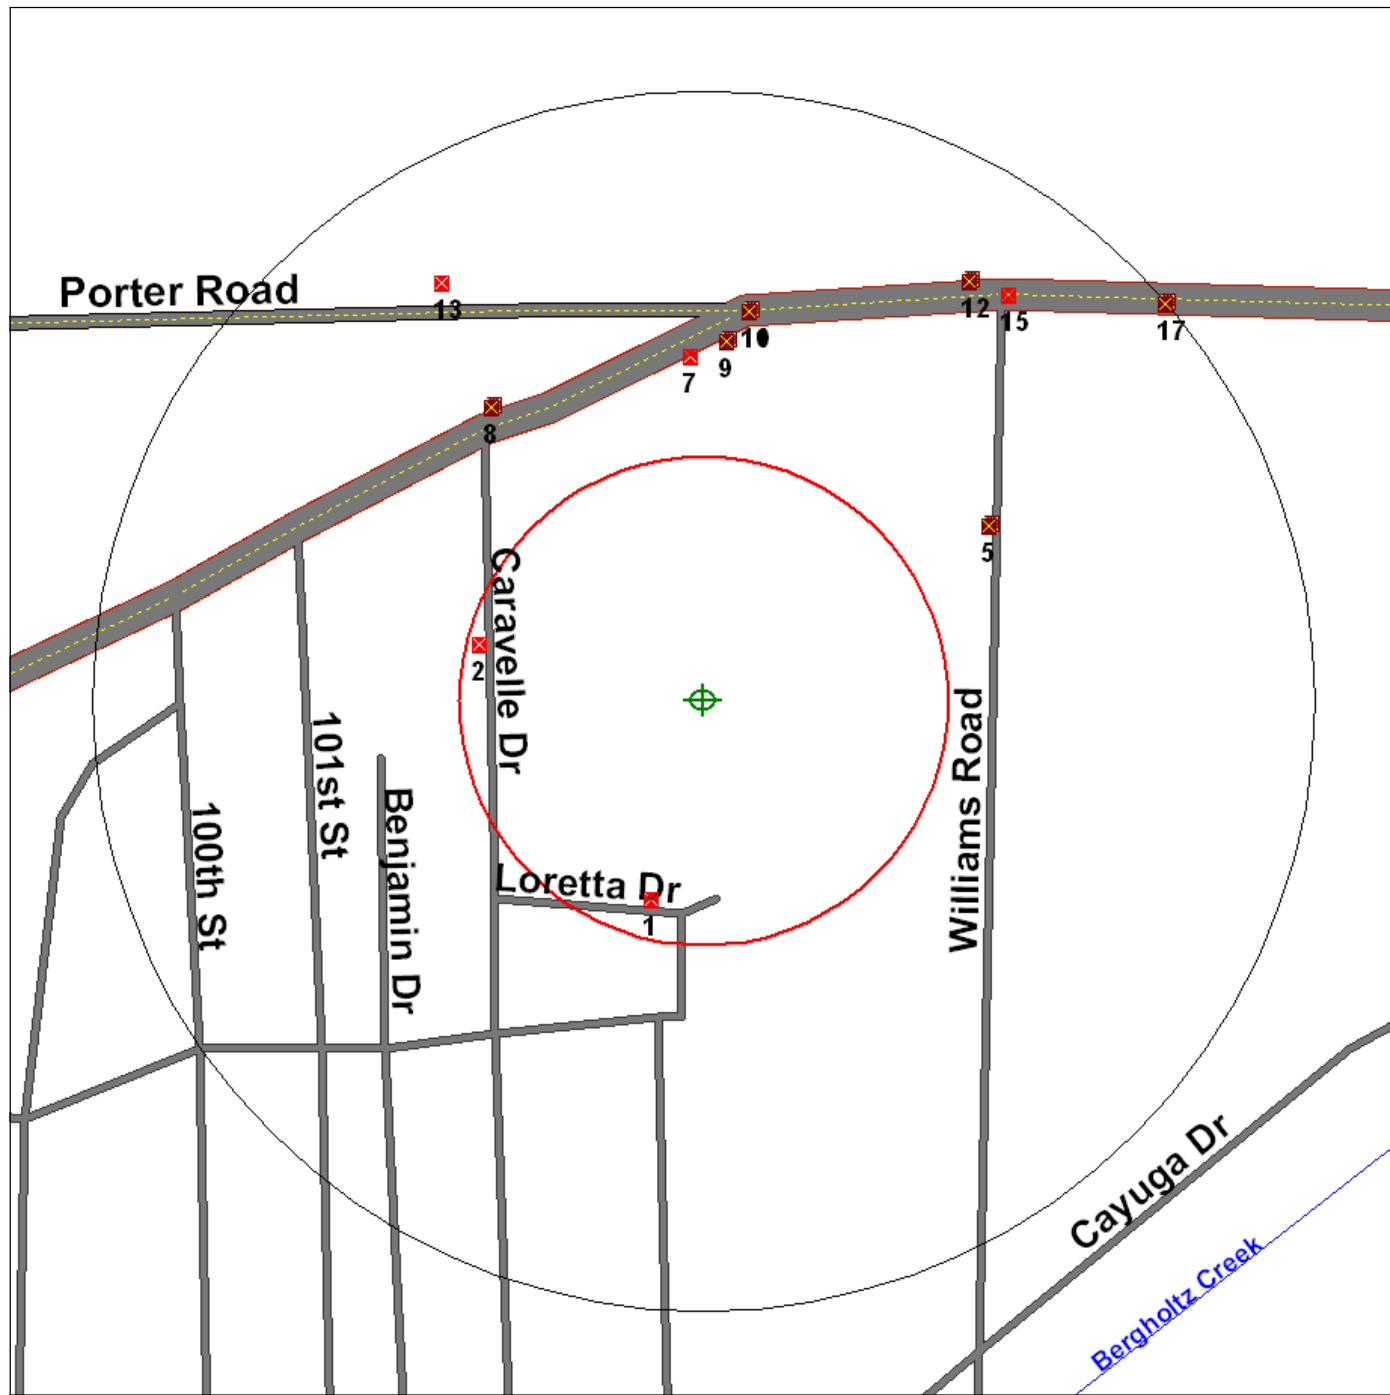 Porter Road
13
12
15
17
10
9
7
8
5
Caravelle Dr
2
Williams Road
101st St
Benjamin Dr
100th St
Loretta Dr
1
Cayuga Dr
Bergholtz Creek